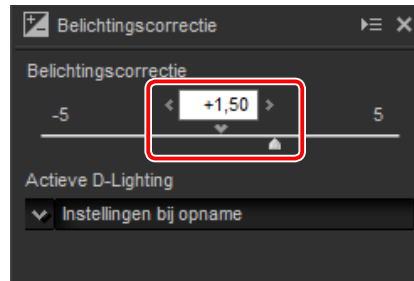 Belichtingscorrectie
Belichtingscorrectie
-5 +1,50 5
Actieve D-Lighting
Instellingen bij opname